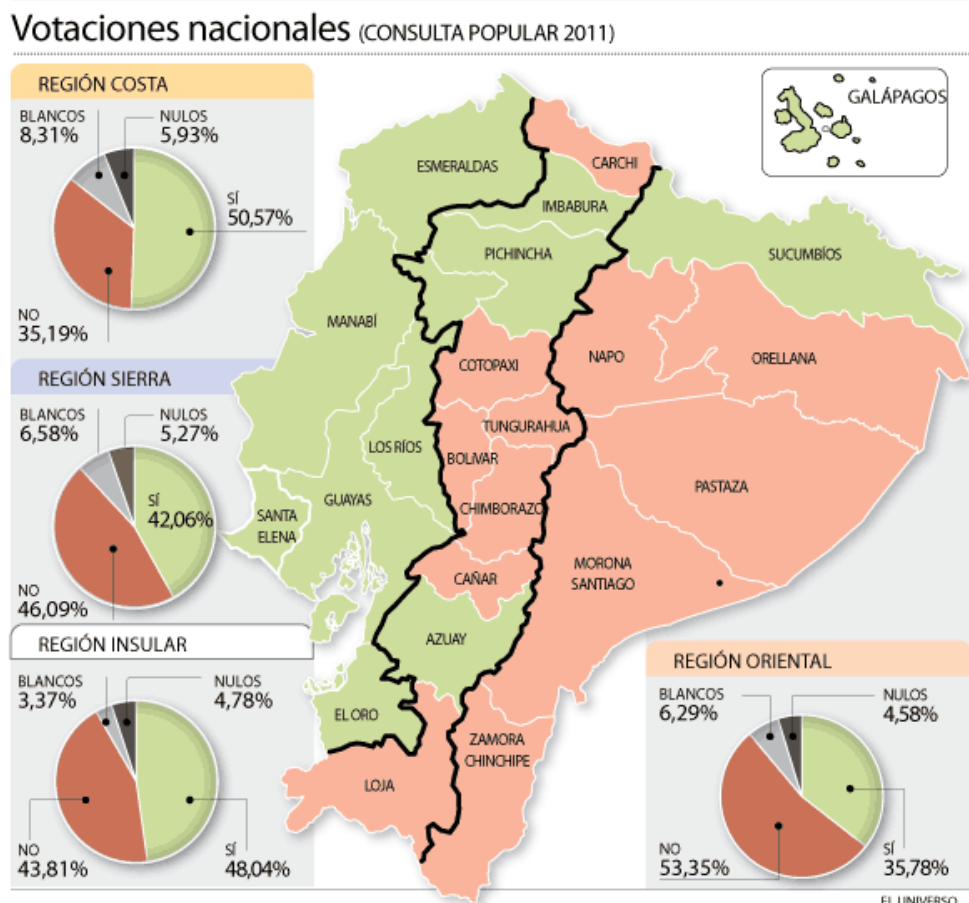 Votaciones nacionales (CONSULTA POPULAR 2011)
REGIÓN COSTA
BLANCOS
8,31%
NULOS
5,93%
SÍ
50,57%
NO
35,19%
REGIÓN SIERRA
BLANCOS
6,58%
NULOS
5,27%
SÍ
42,06%
NO
46,09%
REGIÓN INSULAR
BLANCOS
3,37%
NULOS
4,78%
NO
43,81%
SÍ
48,04%
GALÁPAGOS
ESMERALDAS
CARCHI
IMBABURA
PICHINCHA
SUCUMBÍOS
MANABÍ
COTOPAXI
NAPO
ORELLANA
TUNGURAHUA
LOS RÍOS
BOLIVAR
PASTAZA
GUAYAS
CHIMBORAZO
SANTA
ELENA
MORONA
SANTIAGO
CAÑAR
AZUAY
EL ORO
ZAMORA
CHINCHIPE
LOJA
REGIÓN ORIENTAL
BLANCOS
6,29%
NULOS
4,58%
NO
53,35%
SÍ
35,78%
EL UNIVERSO